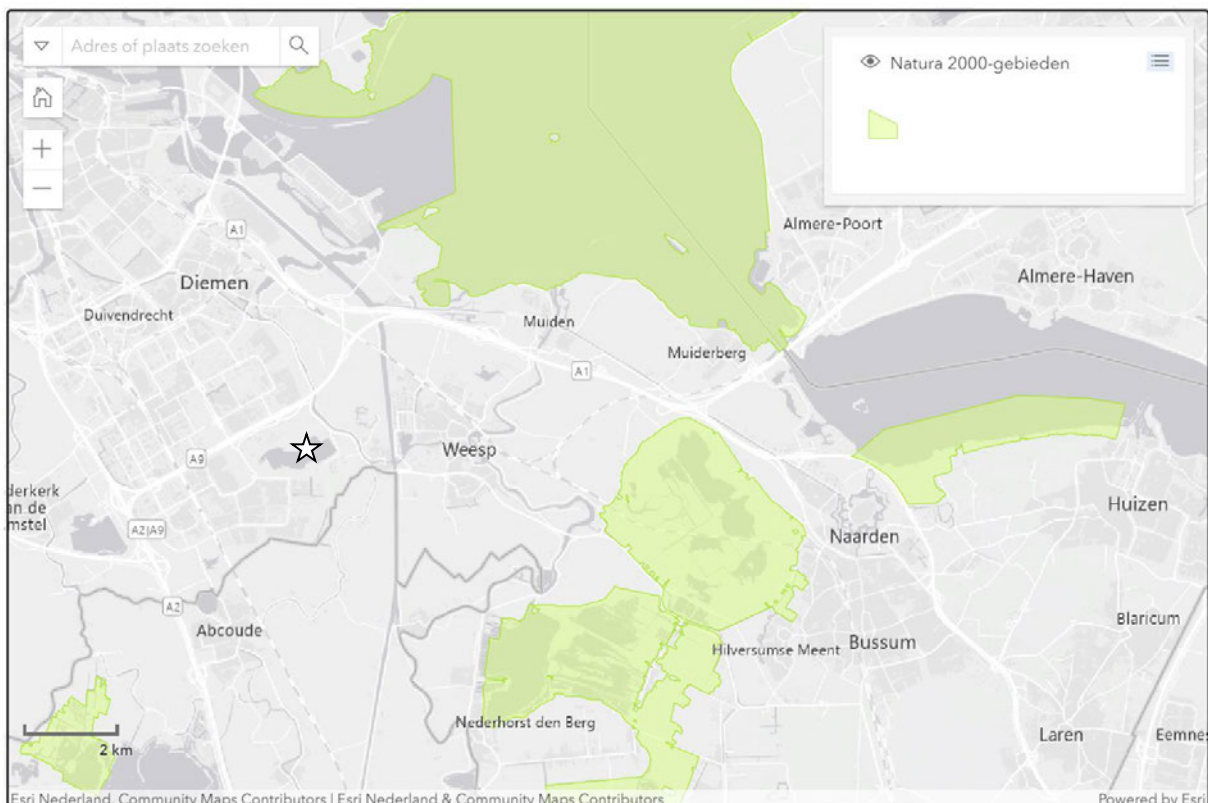 Adres of plaats zoeken
Natura 2000-gebieden
A1
Almere-Poort
Diemen
Almere-Haven
Duivendrecht
Muiden
Muiderberg
A1
Weesp
A9
derkerk
an de
mstel
Huizen
A2|A9
Naarden
A2
Abcoude
Blaricum
Hilversumse Meent
Bussum
Nederhorst den Berg
2 km
Laren
Eemnes
Esri Nederland, Community Maps Contributors | Esri Nederland & Community Maps Contributors
Powered by Esri